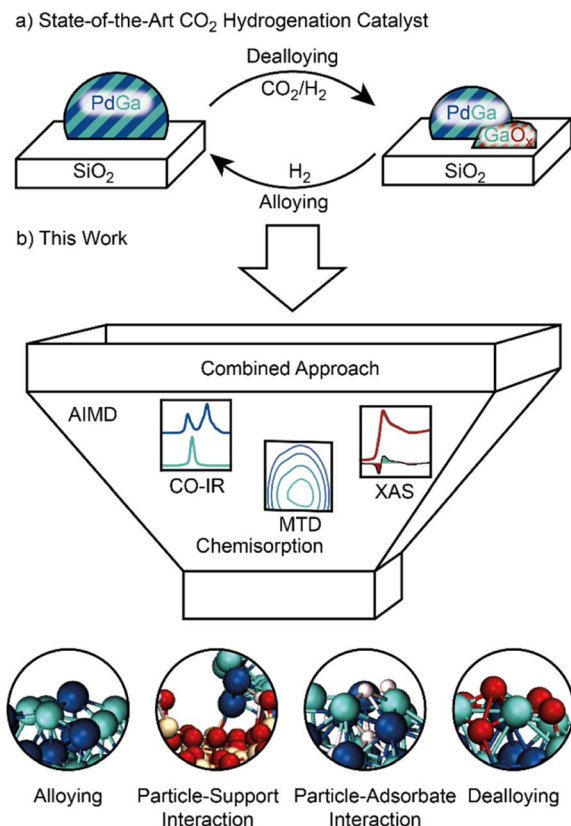 a) State-of-the-Art CO₂ Hydrogenation Catalyst
Dealloying
CO₂/H₂
PdGa
SiO₂
PdGa
GaOₓ
SiO₂
H₂
Alloying
b) This Work
Combined Approach
AIMD
CO-IR
MTD
XAS
Chemisorption
Alloying
Particle-Support
Interaction
Particle-Adsorbate
Interaction
Dealloying